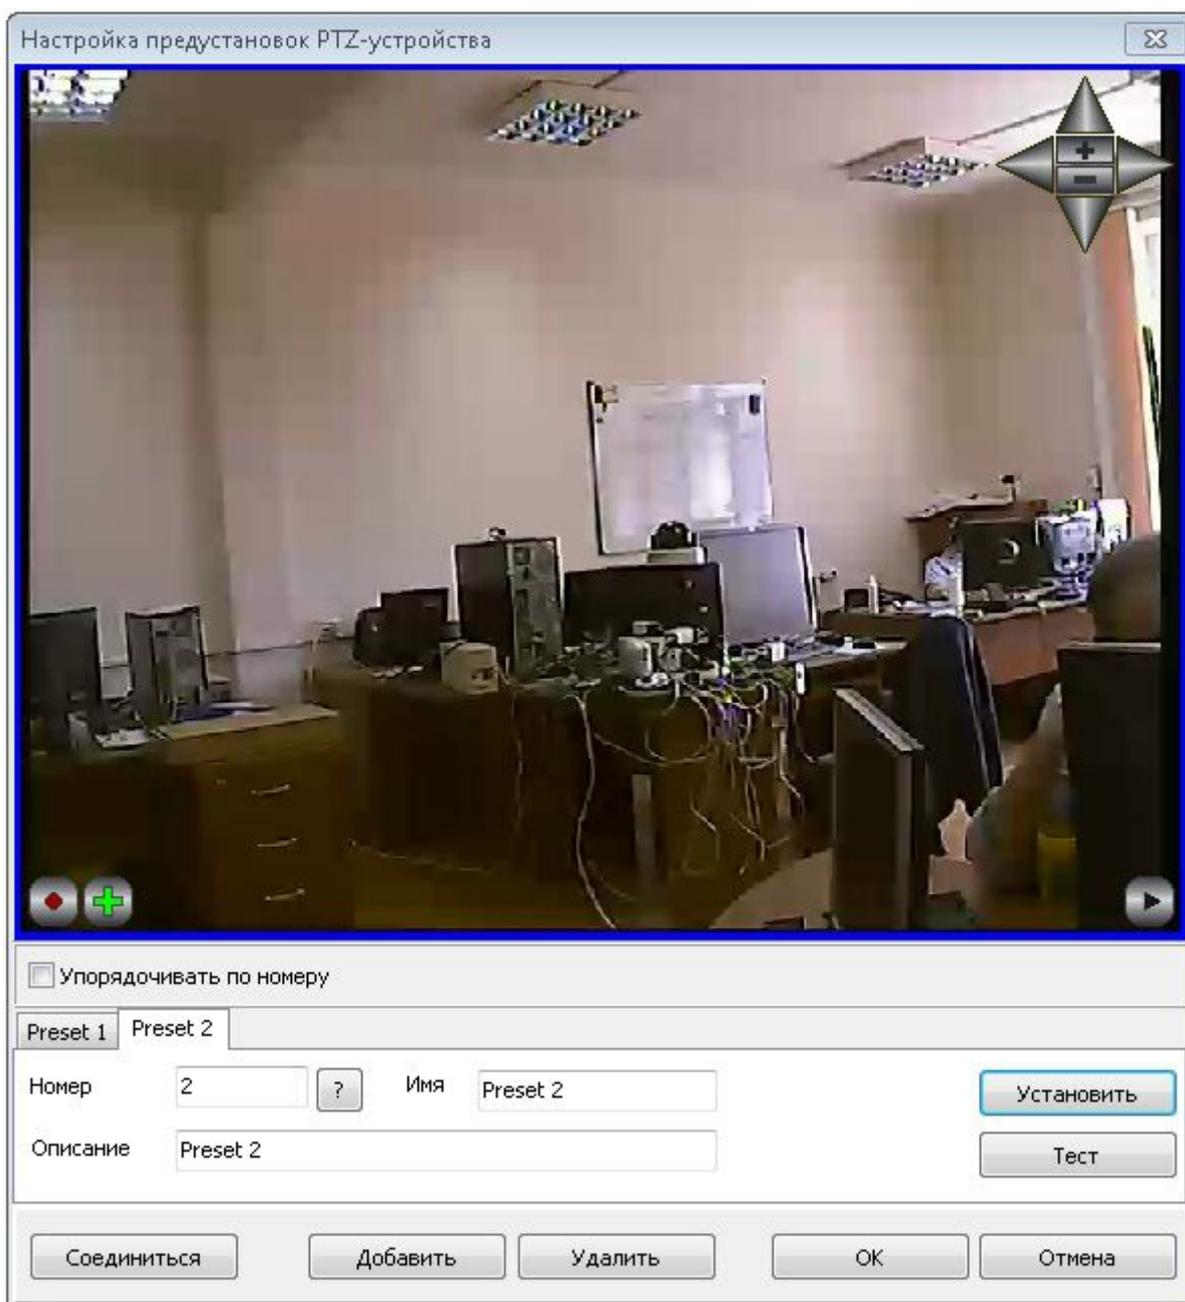 Настройка предустановок PTZ-устройства
Упорядочивать по номеру
Preset 1 Preset 2
Номер 2 ? Имя Preset 2 Установить
Описание Preset 2 Тест
Соединиться Добавить Удалить OK Отмена